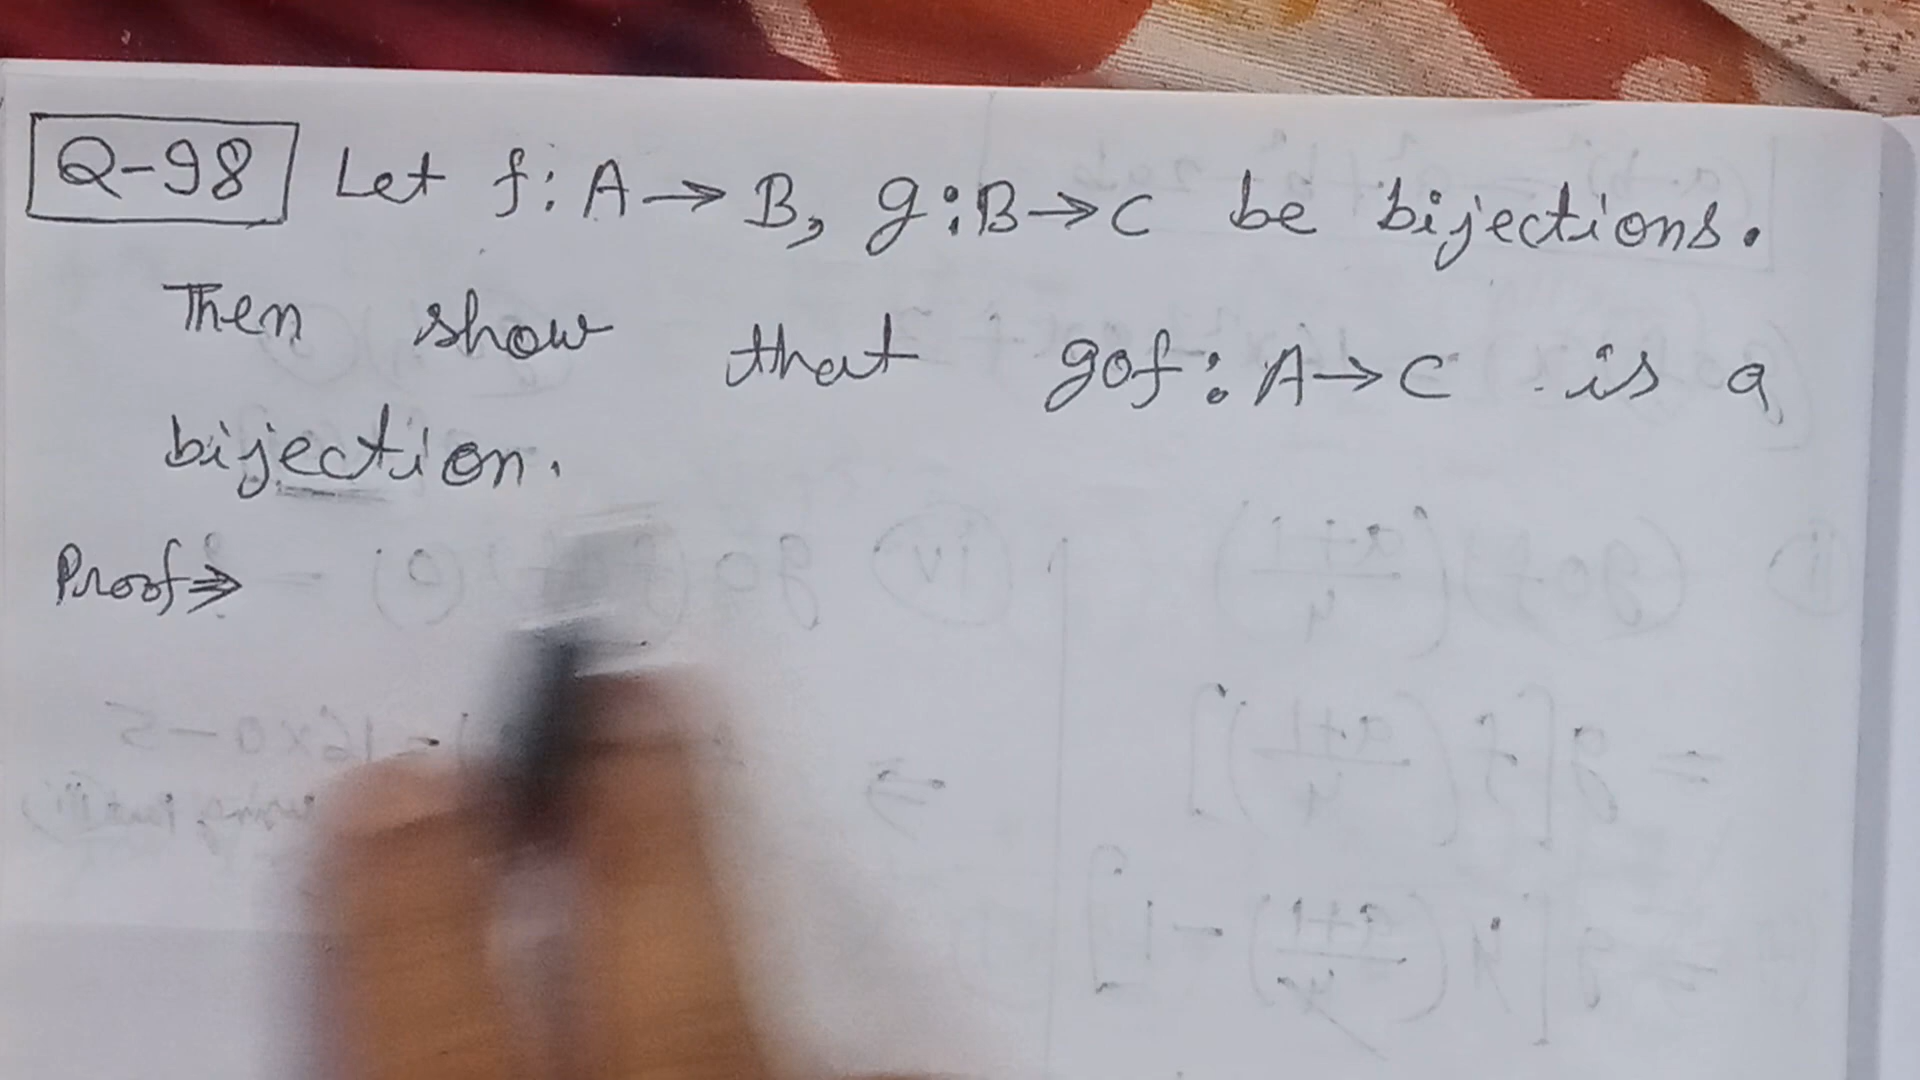 Q-98 Let f: A→B, g:B→C be bijections.
Then show that gof: A→C is a
bijection.
Proof⇒